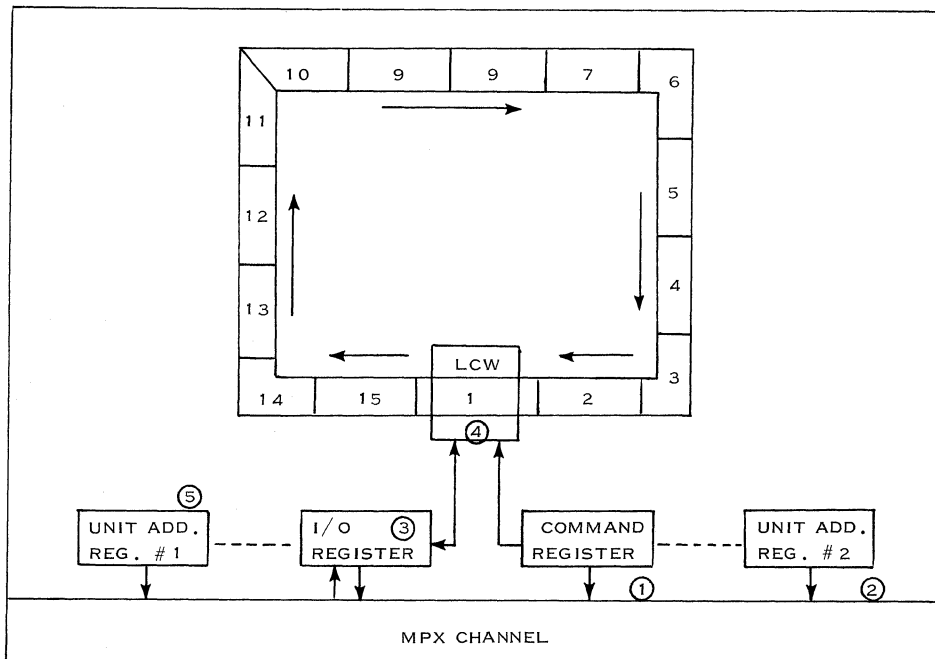 10 9 9 7 6
11
5
12
4
13
LCW
3
14 15 1 2
④
⑤
UNIT ADD. I/O ③ COMMAND UNIT ADD.
REG. #1 REGISTER REGISTER REG. #2
① ②
MPX CHANNEL